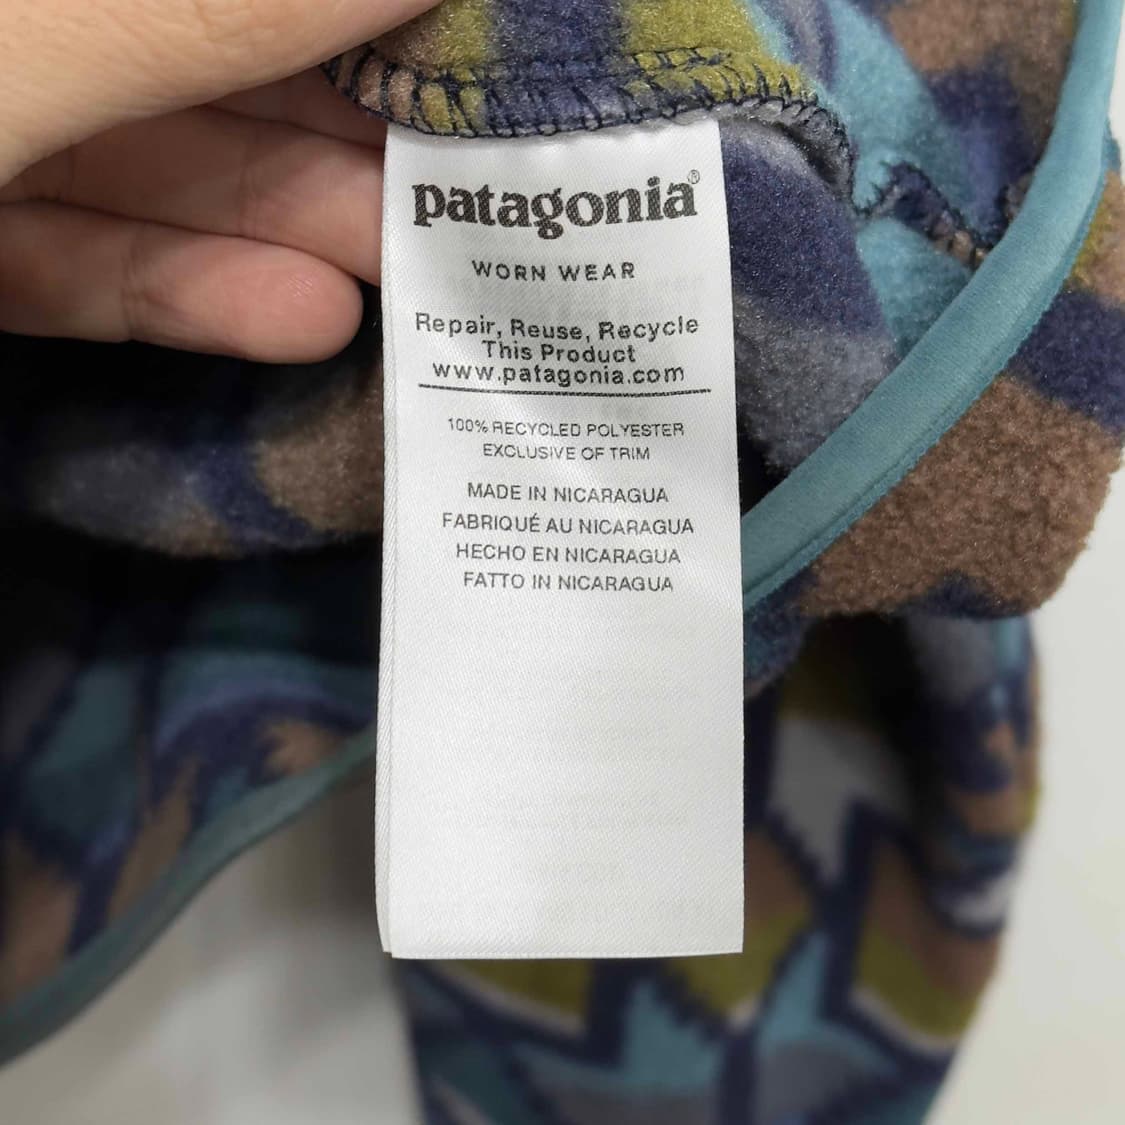 patagonia®
WORN WEAR
Repair, Reuse, Recycle
This Product
www.patagonia.com
100% RECYCLED POLYESTER
EXCLUSIVE OF TRIM
MADE IN NICARAGUA
FABRIQUÉ AU NICARAGUA
HECHO EN NICARAGUA
FATTO IN NICARAGUA